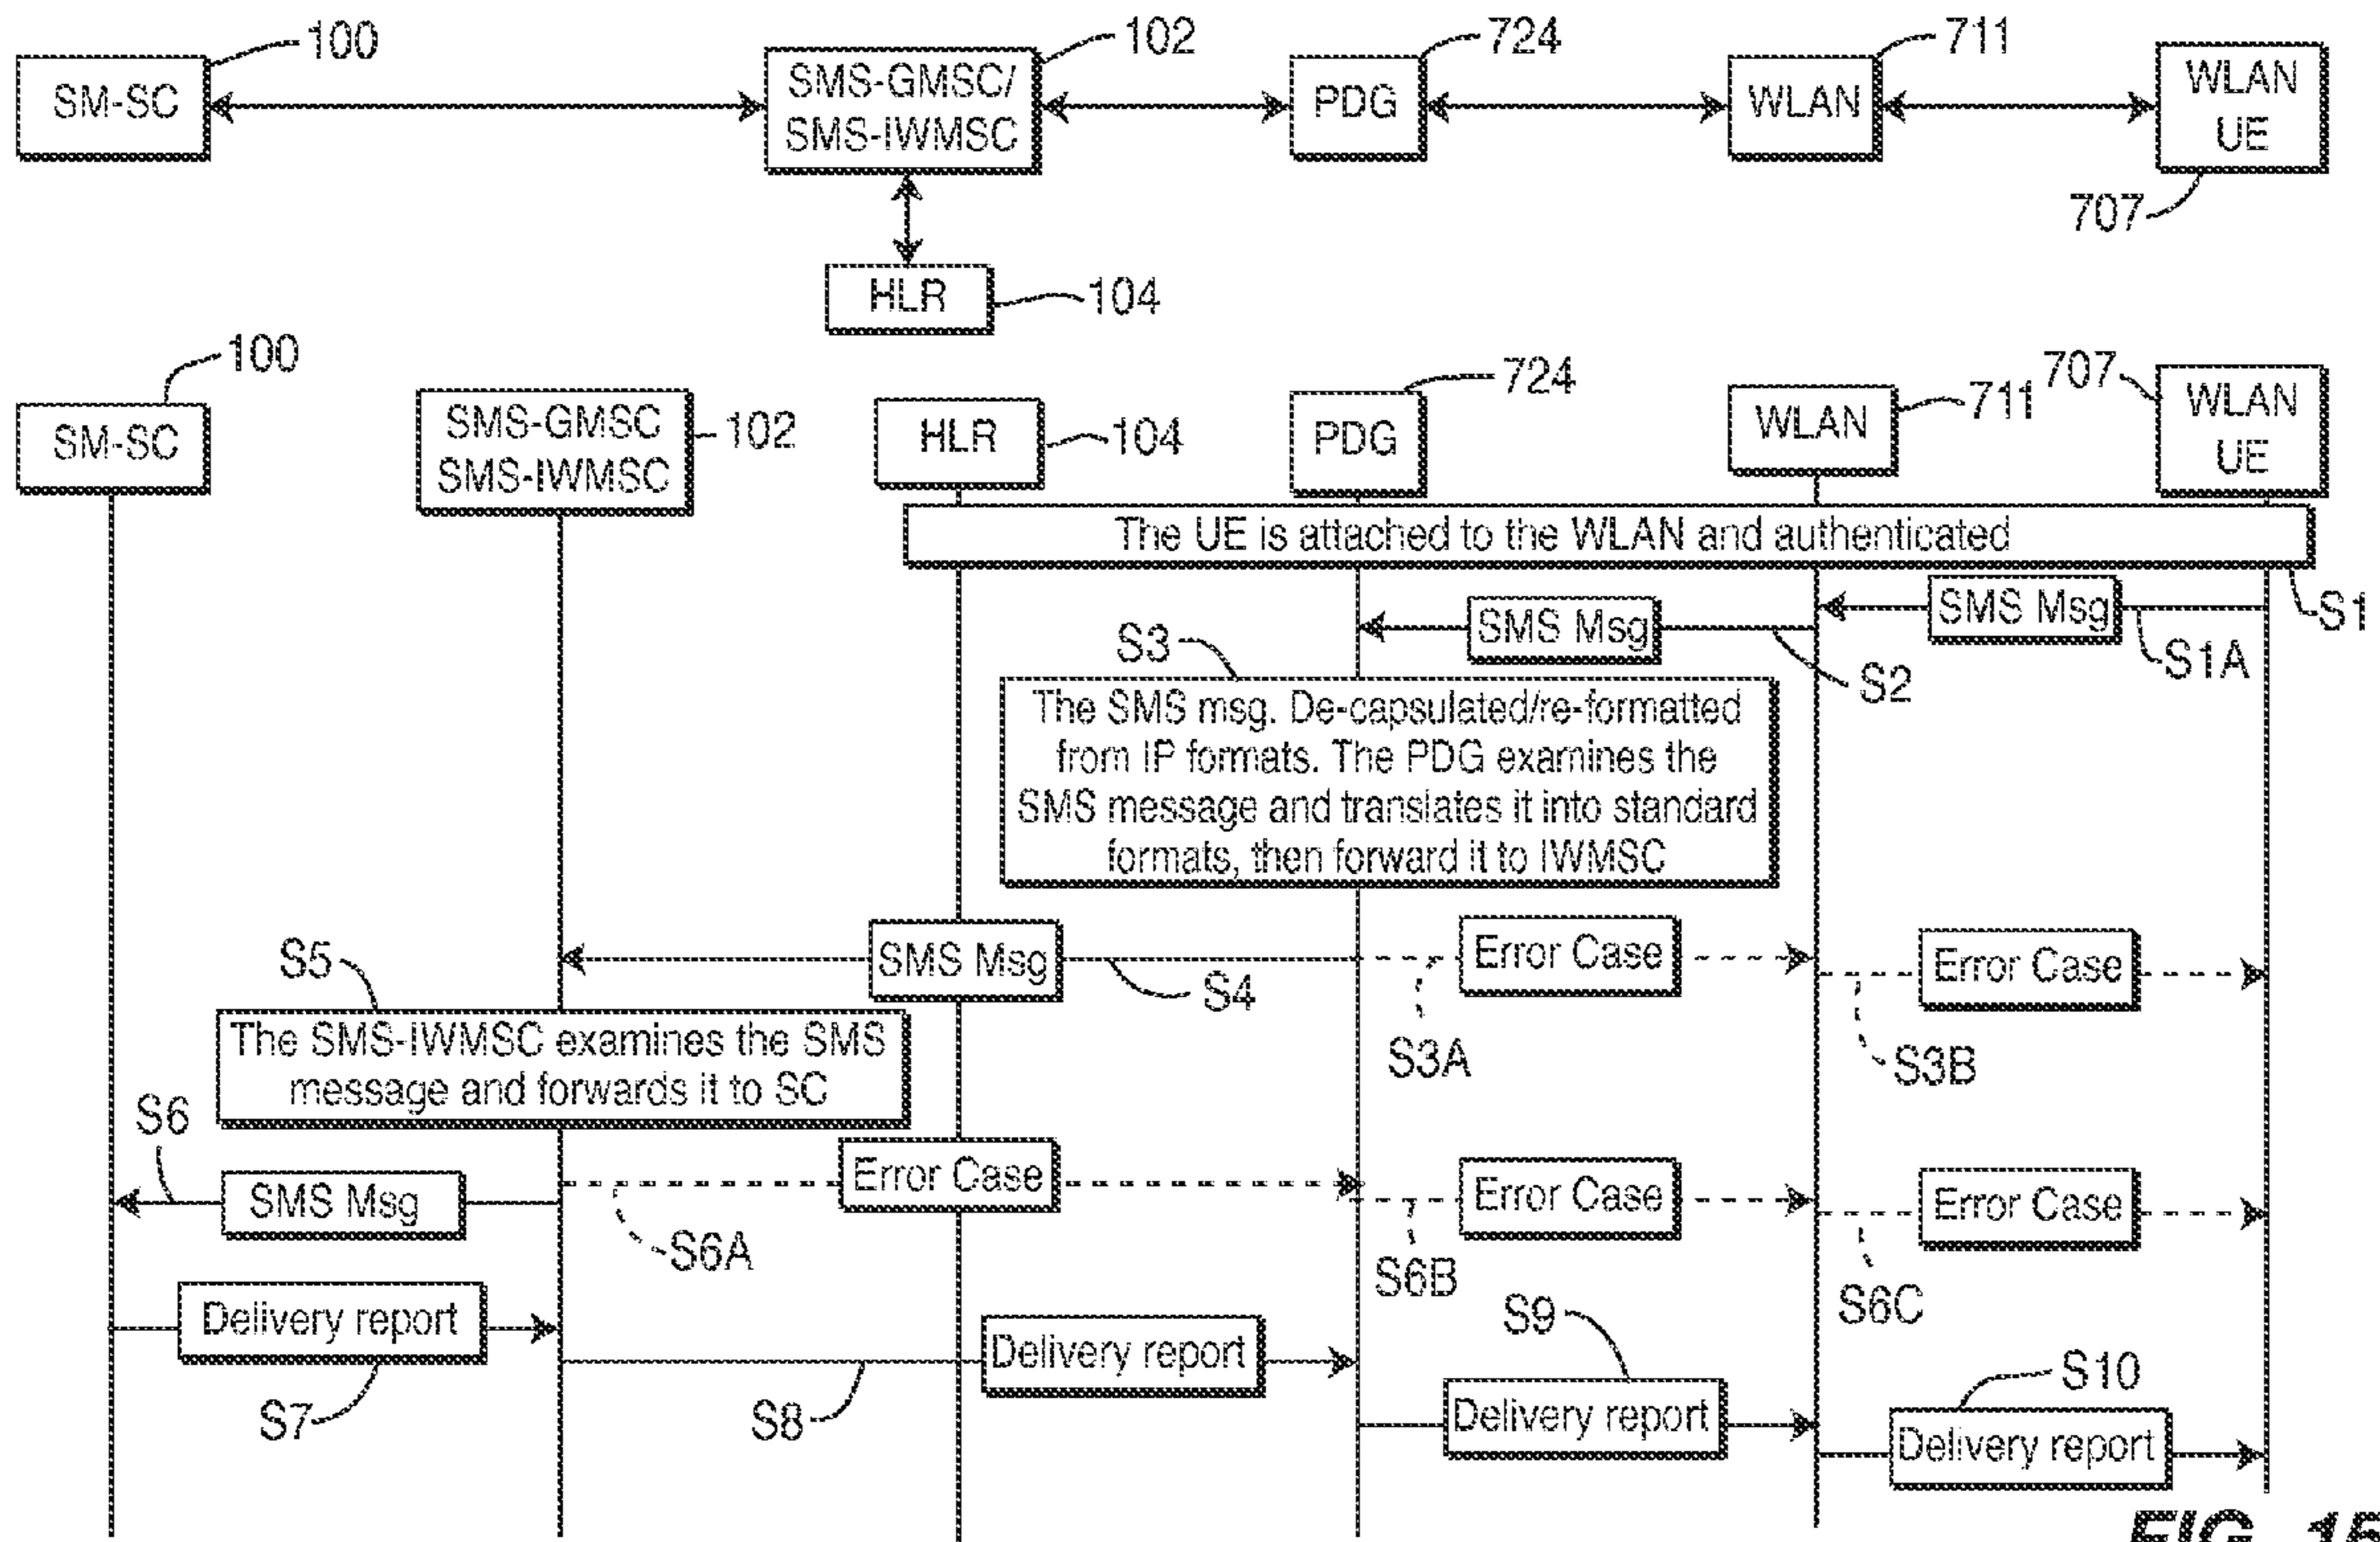 100
102
724
711
SM-SC
SMS-GMSC/
SMS-IWMSC
PDG
WLAN
WLAN
UE
707
HLR
104
100
SM-SC
SMS-GMSC
SMS-IWMSC
102
HLR
104
724
PDG
WLAN
711
707
WLAN
UE
The UE is attached to the WLAN and authenticated
S1
SMS Msg
S1A
SMS Msg
S2
S3
The SMS msg. De-capsulated/re-formatted
from IP formats. The PDG examines the
SMS message and translates it into standard
formats, then forward it to IWMSC
SMS Msg
S4
Error Case
S3A
Error Case
S3B
S5
The SMS-IWMSC examines the SMS
message and forwards it to SC
S6
SMS Msg
Error Case
S6A
Error Case
S6B
Error Case
S6C
Delivery report
S7
Delivery report
S8
S9
Delivery report
S10
Delivery report
FIG. 15